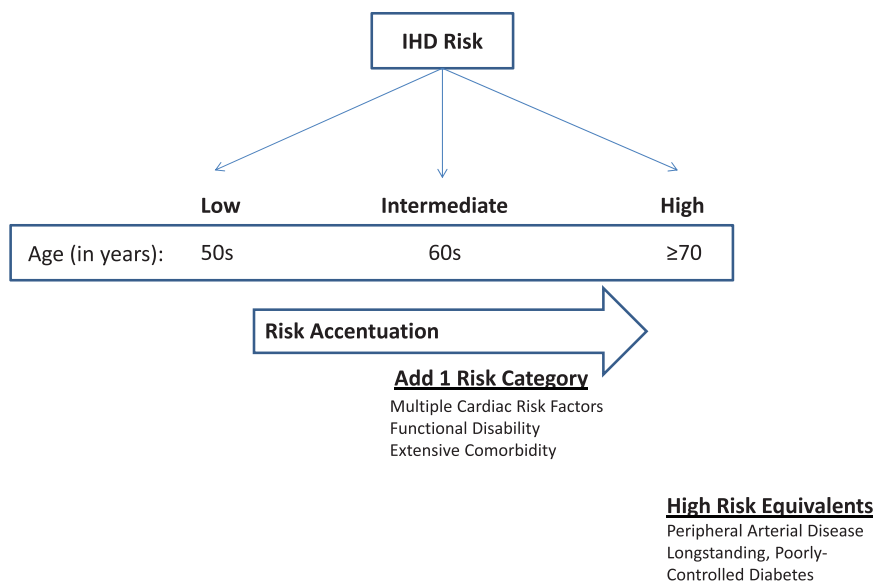 IHD Risk
Low Intermediate High
Age (in years): 50s 60s ≥70
Risk Accentuation
Add 1 Risk Category
Multiple Cardiac Risk Factors
Functional Disability
Extensive Comorbidity
High Risk Equivalents
Peripheral Arterial Disease
Longstanding, Poorly-
Controlled Diabetes